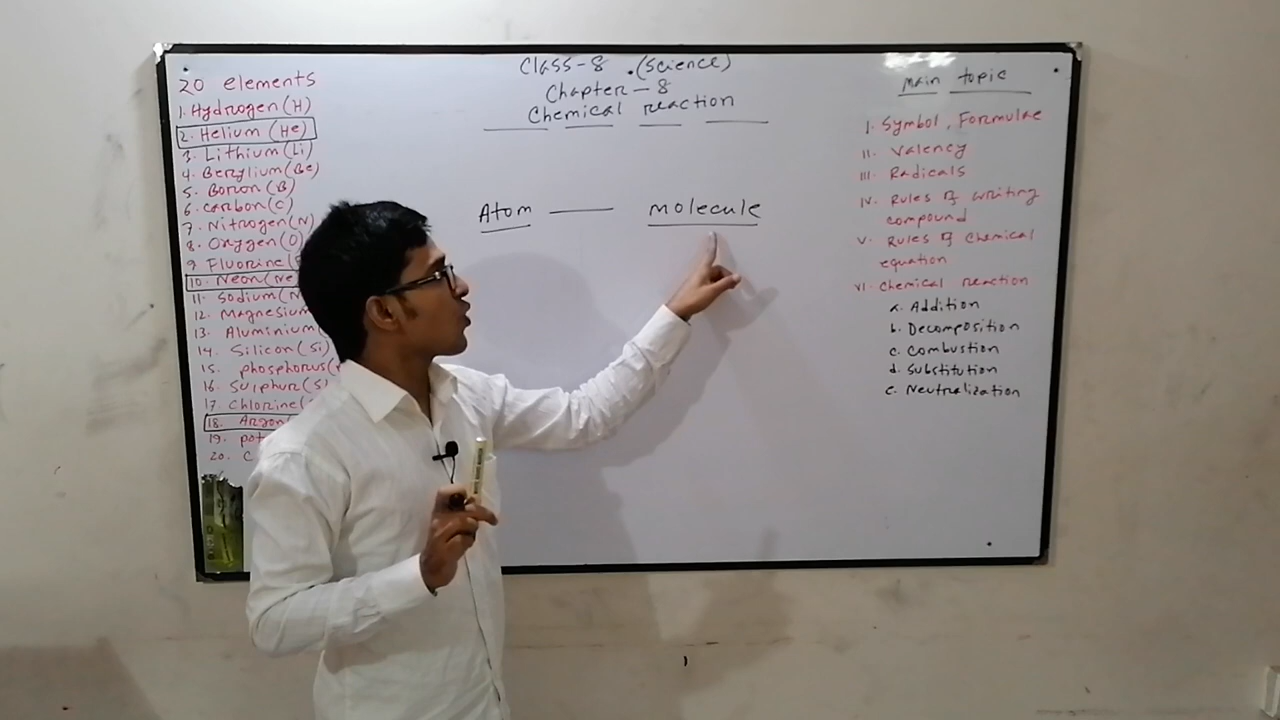 Class-8 (Science)
Chapter-8
Chemical reaction
20 elements
1. Hydrogen (H)
2. Helium (He)
3. Lithium (Li)
4. Berylium (Be)
5. Boron (B)
6. Carbon (C)
7. Nitrogen (N)
8. Oxygen (O)
9. Fluorine (
10. Neon (Ne
11. Sodium (N
12. Magnesium
13. Aluminium
14. Silicon (Si)
15. phosphorus (
16. Sulphur (S
17. Chlorine (
18. Argon
19. pot
20. C
Atom — Molecule
Main topic
I. Symbol, Formulae
II. Valency
III. Radicals
IV. Rules of writing
compound
V. Rules of Chemical
equation
VI. Chemical reaction
a. Addition
b. Decomposition
c. Combustion
d. Substitution
e. Neutralization